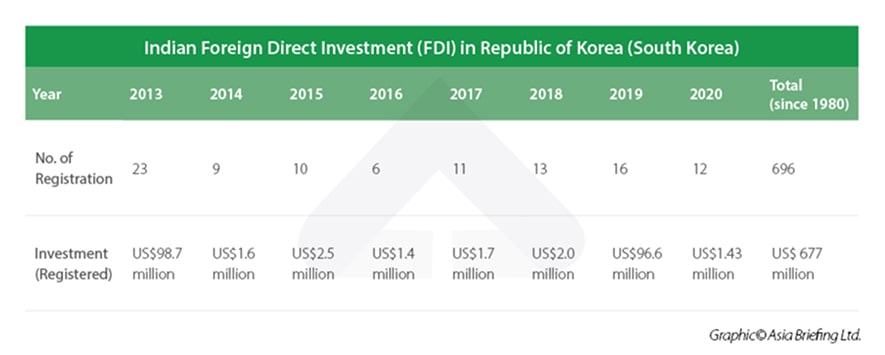 Indian Foreign Direct Investment (FDI) in Republic of Korea (South Korea)
Year 2013 2014 2015 2016 2017 2018 2019 2020 Total (since 1980)
No. of Registration 23 9 10 6 11 13 16 12 696
Investment (Registered) US$98.7 million US$1.6 million US$2.5 million US$1.4 million US$1.7 million US$2.0 million US$96.6 million US$1.43 million US$ 677 million
Graphic© Asia Briefing Ltd.